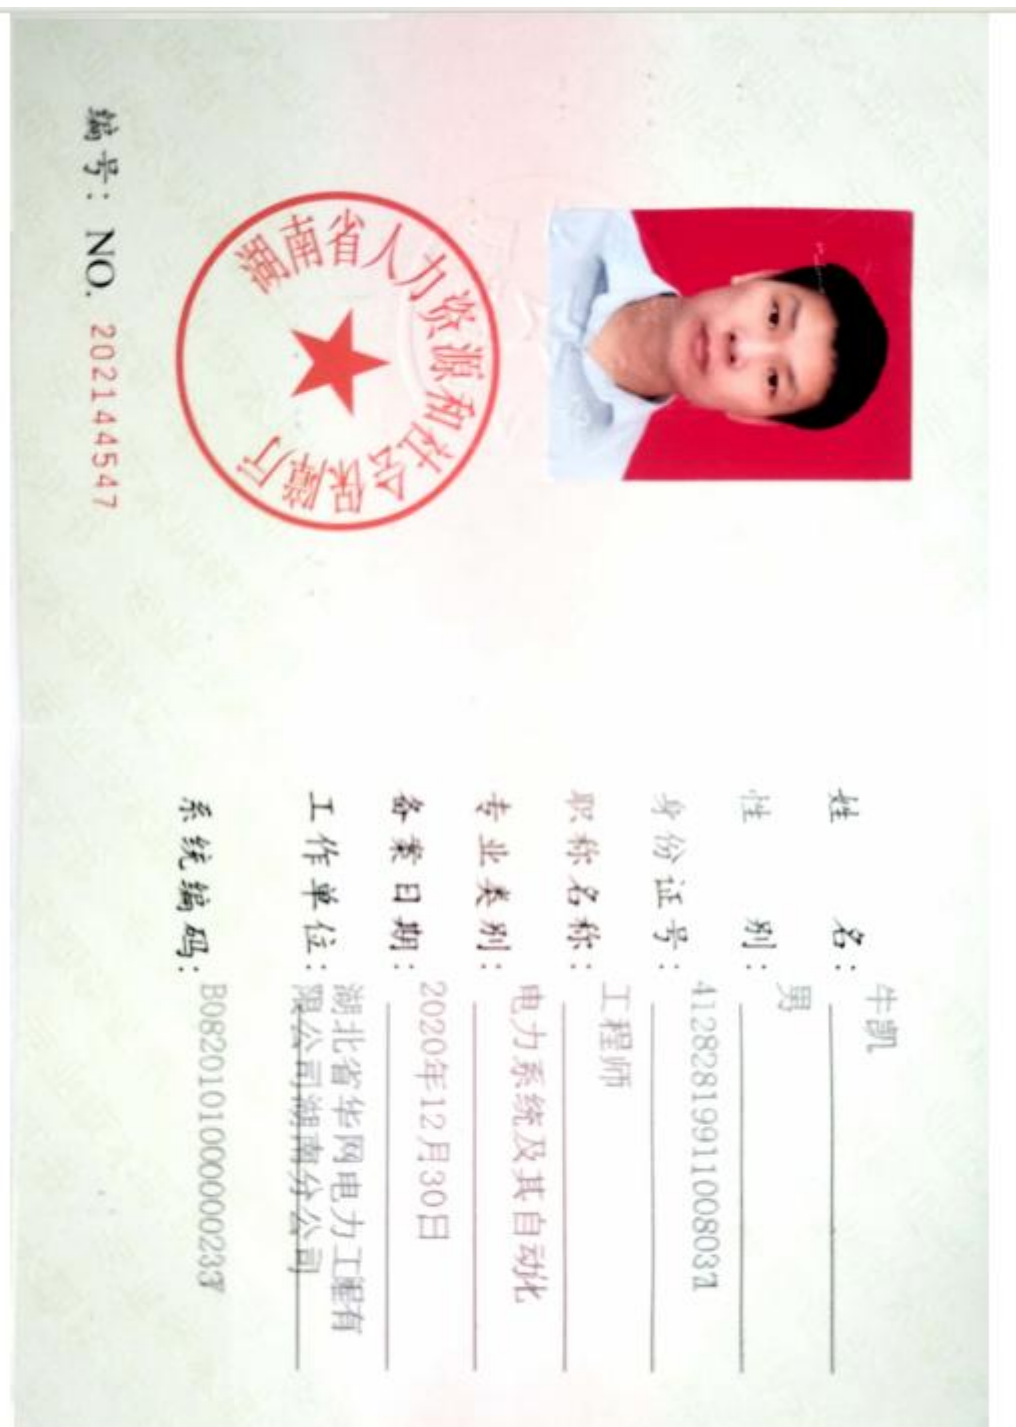 湖南省人力资源和社会保障厅
编号：NO. 202144547
姓名：牛凯
性别：男
身份证号：
职称名称：工程师
专业类别：电力系统及其自动化
备案日期：2020年12月30日
工作单位：湖北省华网电力工程有
限公司湖南分公司
系统编码：